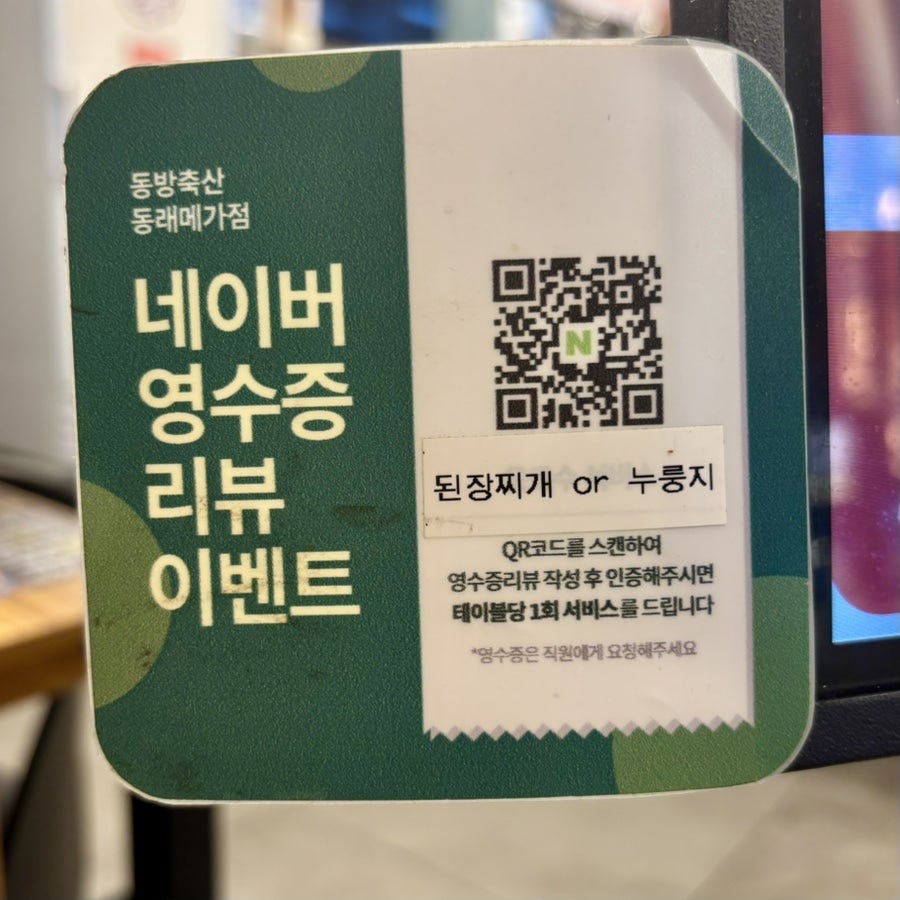 동방축산
동래메가점
네이버
영수증
리뷰
이벤트
N
된장찌개 or 누룽지
QR코드를 스캔하여
영수증리뷰 작성 후 인증해주시면
테이블당 1회 서비스를 드립니다
*영수증은 직원에게 요청해주세요